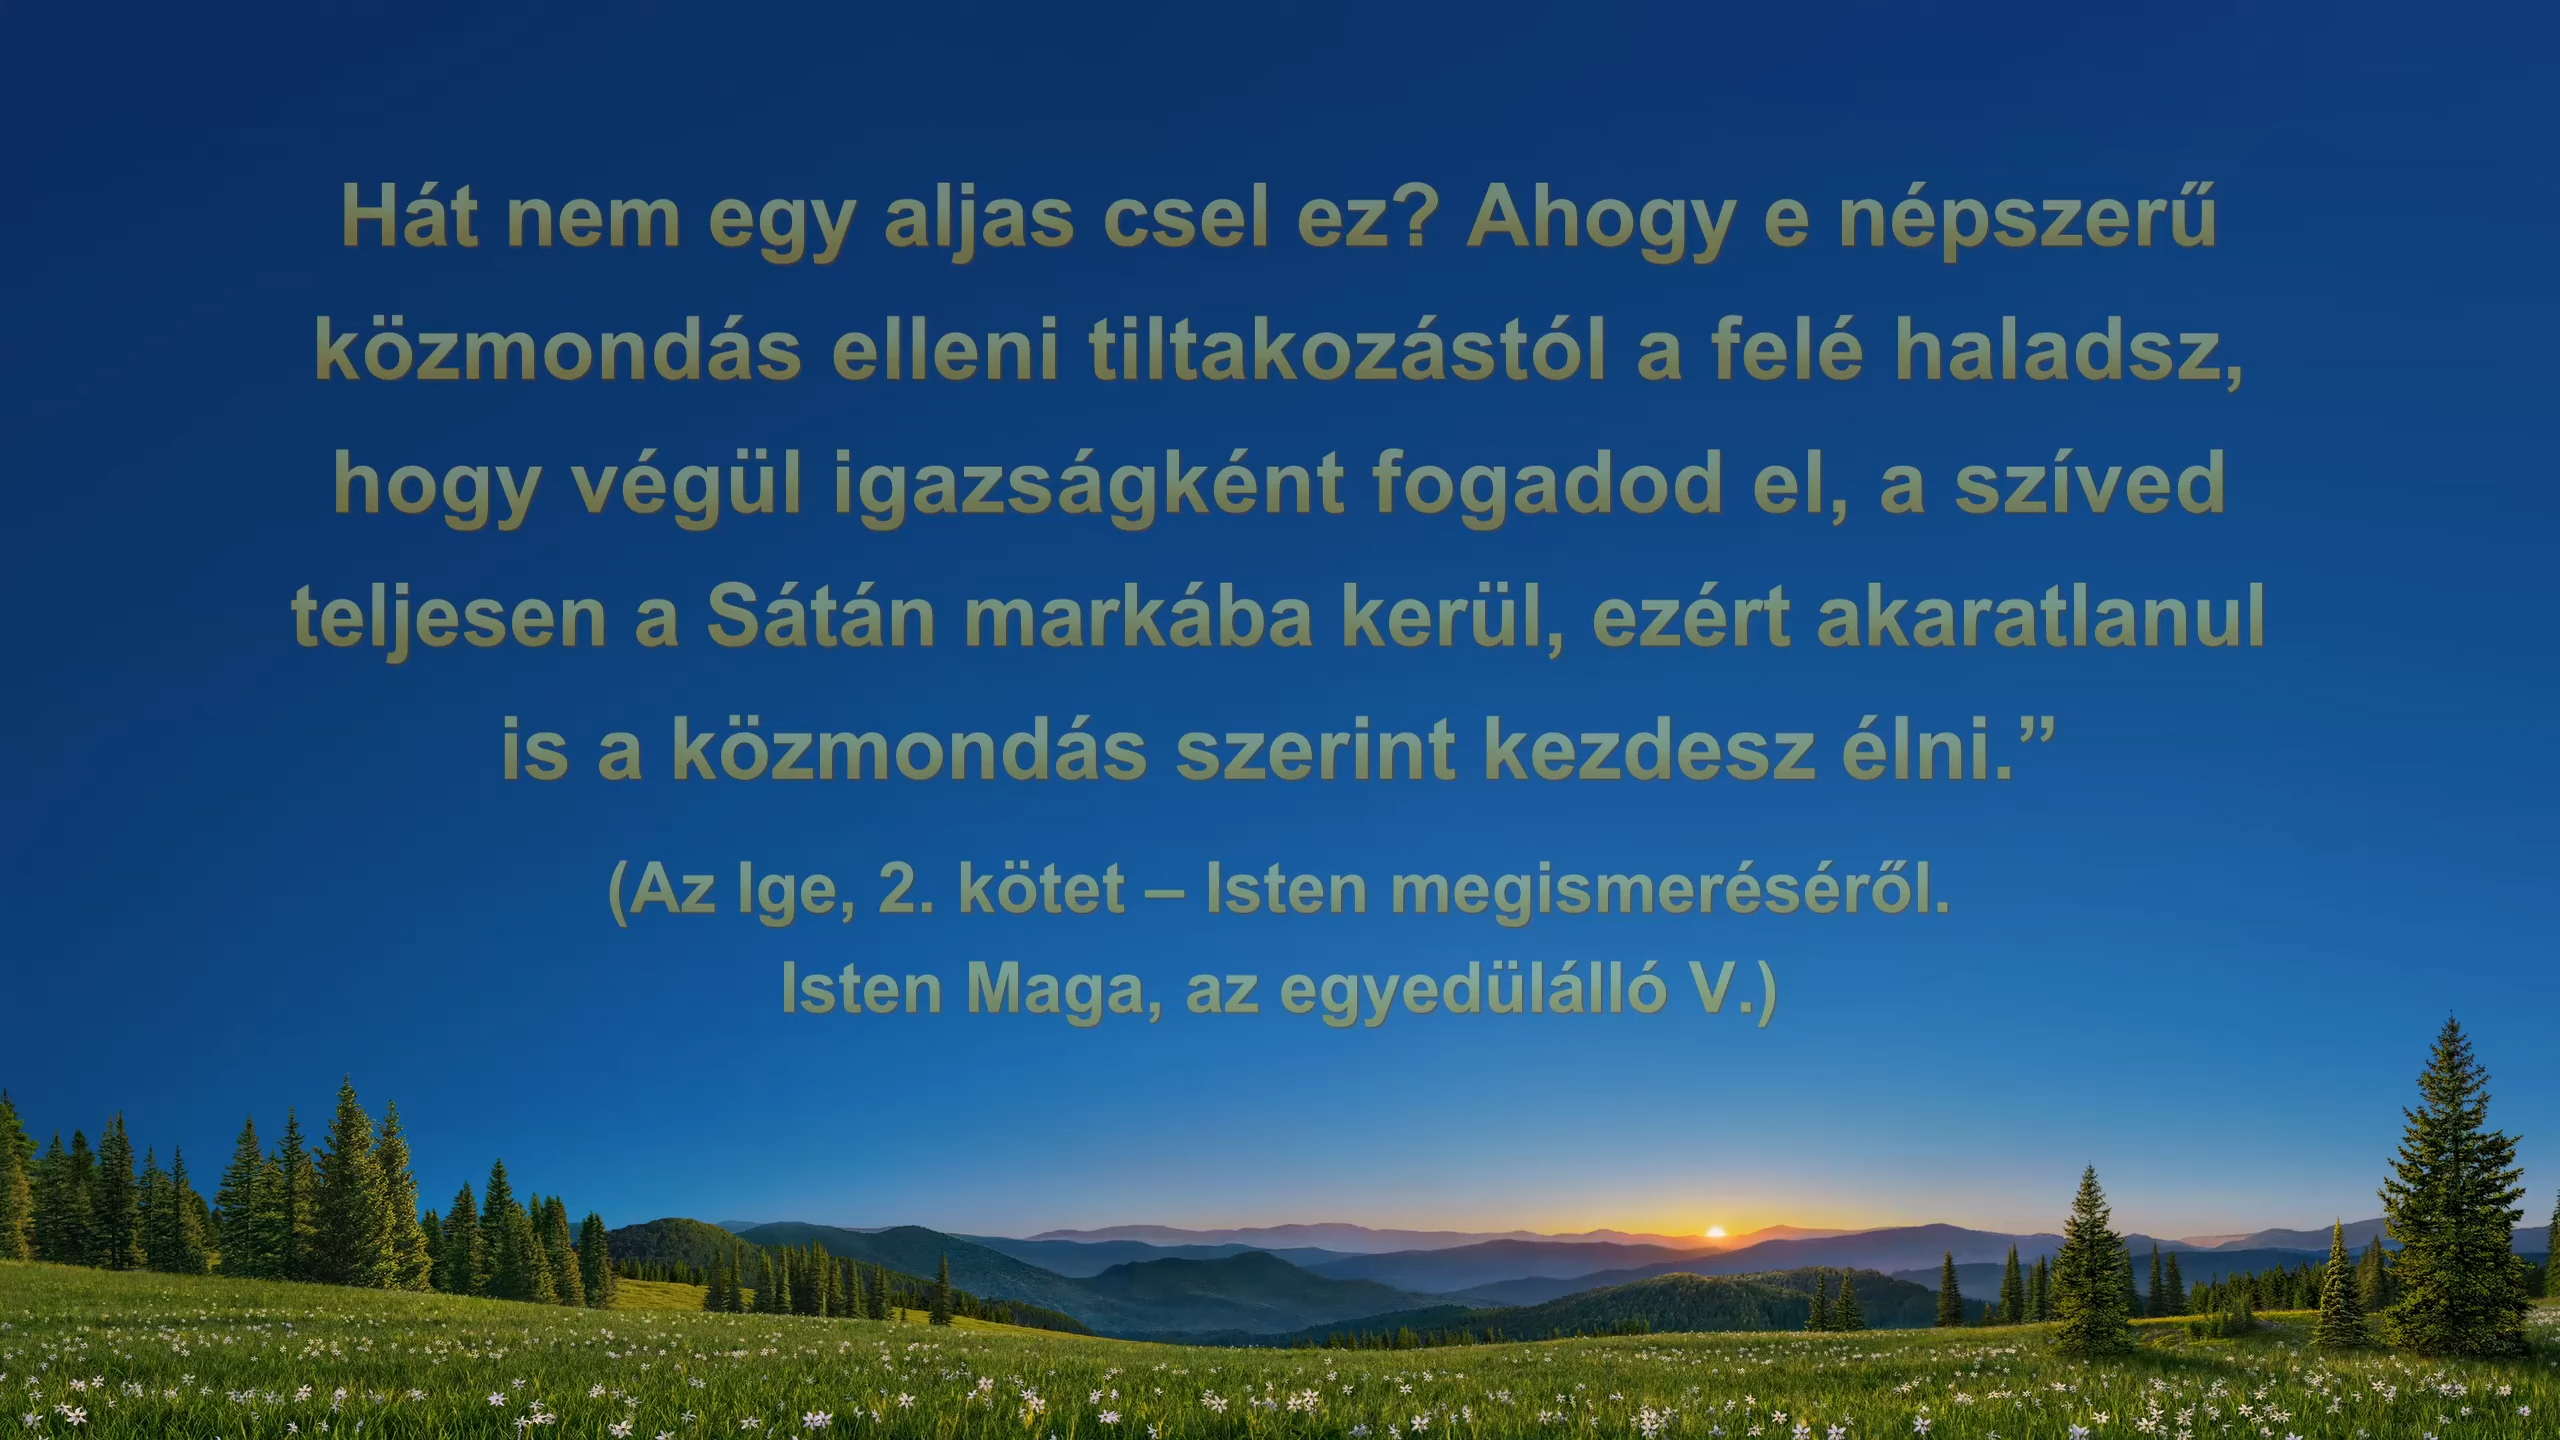 Hát nem egy aljas csel ez? Ahogy e népszerű
közmondás elleni tiltakozástól a felé haladsz,
hogy végül igazságként fogadod el, a szíved
teljesen a Sátán markába kerül, ezért akaratlanul
is a közmondás szerint kezdesz élni.”
(Az Ige, 2. kötet – Isten megismeréséről.
Isten Maga, az egyedülálló V.)